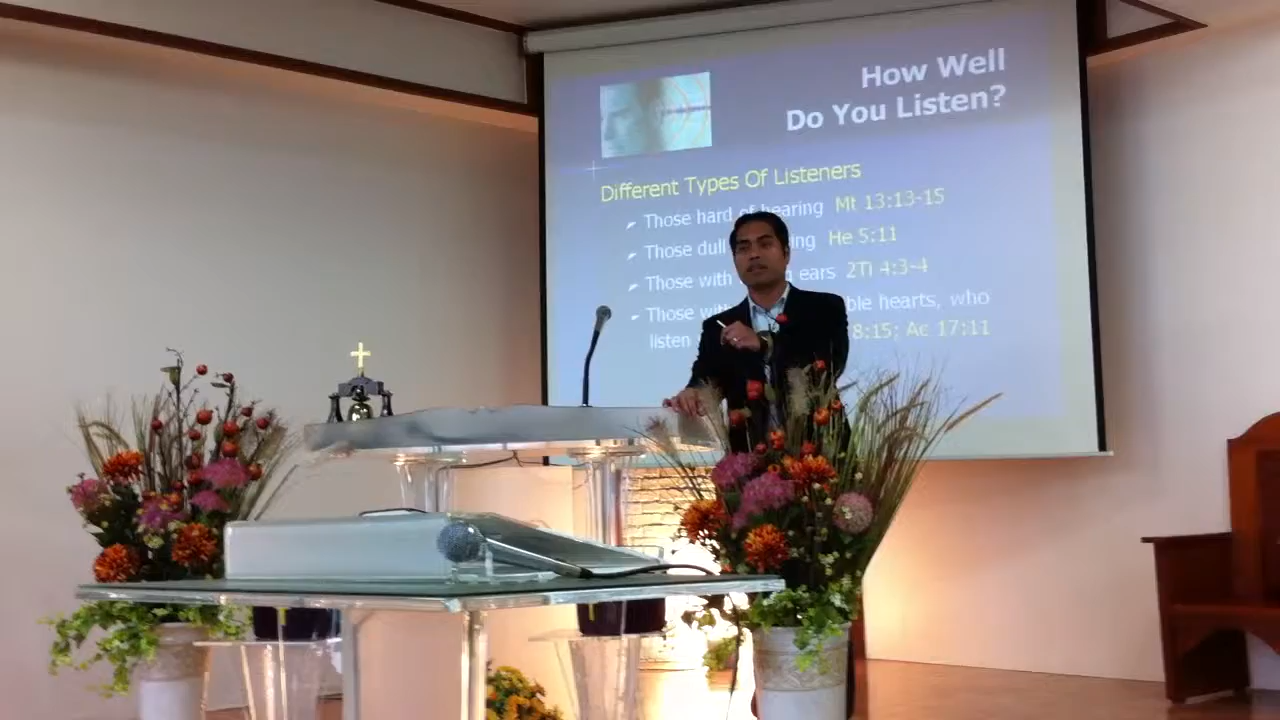 How Well
Do You Listen?
Different Types Of Listeners
Those hard of hearing Mt 13:13-15
Those dull ing He 5:11
Those with ears 2Ti 4:3-4
Those with ble hearts, who
listen 8:15; Ac 17:11